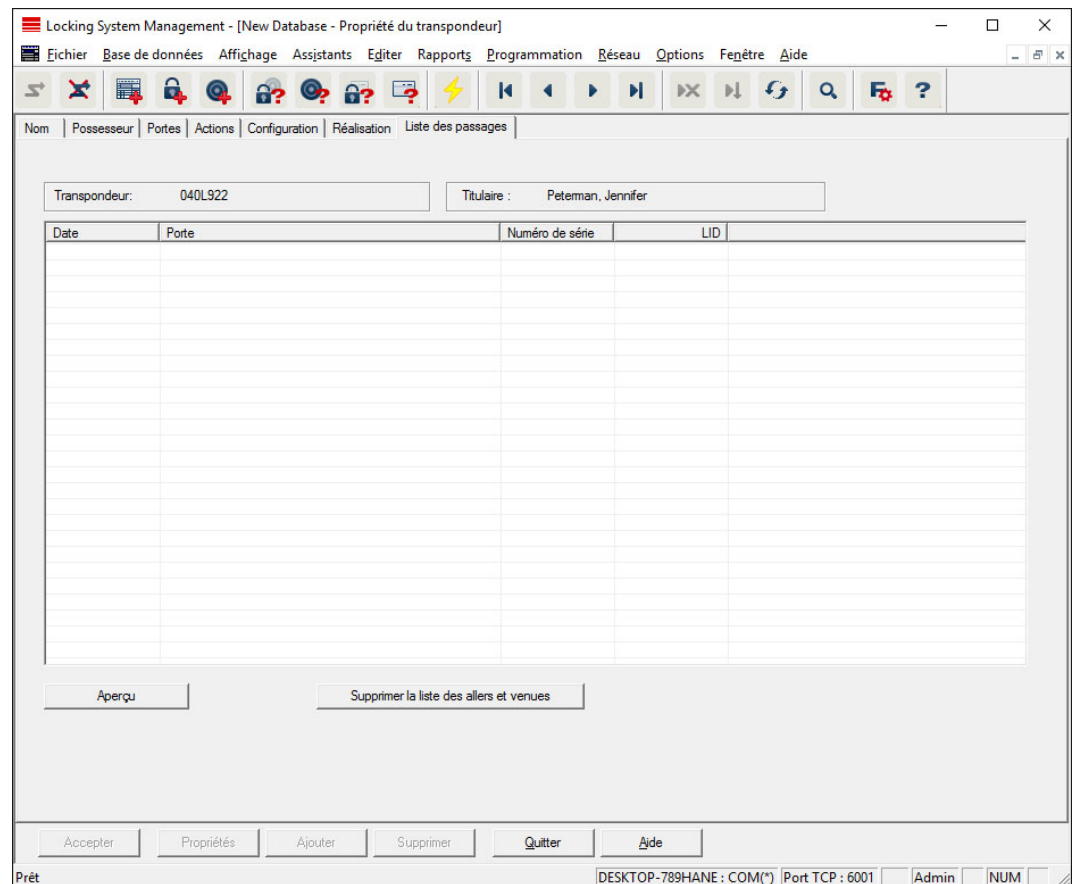 Locking System Management - [New Database - Propriété du transpondeur]
Fichier Base de données Affichage Assistants Editer Rapports Programmation Réseau Options Fenêtre Aide
Nom Possesseur Portes Actions Configuration Réalisation Liste des passages
Transpondeur: 040L922 Titulaire : Peterman, Jennifer
Date Porte Numéro de série LID
Aperçu Supprimer la liste des allers et venues
Accepter Propriétés Ajouter Supprimer Quitter Aide
Prêt DESKTOP-789HANE : COM(*) Port TCP : 6001 Admin NUM